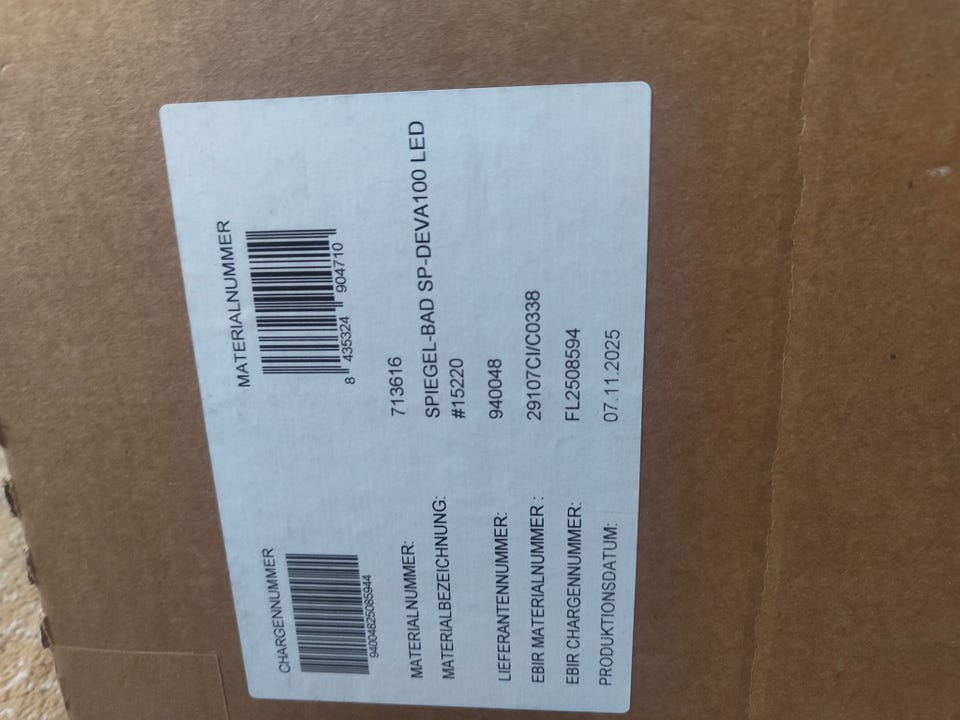 CHARGENNUMMER MATERIALNUMMER
94004825085944 8 435324 904710
MATERIALNUMMER: 713616
MATERIALBEZEICHNUNG: SPIEGEL-BAD SP-DEVA100 LED
#15220
LIEFERANTENNUMMER: 940048
EBIR MATERIALNUMMER : 29107CI/C0338
EBIR CHARGENNUMMER: FL2508594
PRODUKTIONSDATUM: 07.11.2025